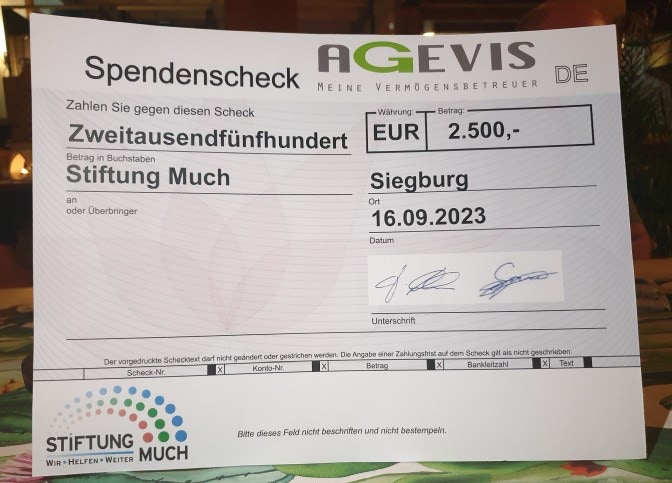 Spendenscheck
AGEVIS
MEINE VERMÖGENSBETREUER
DE
Zahlen Sie gegen diesen Scheck
Zweitausendfünfhundert
Betrag in Buchstaben
Währung:
EUR
Betrag:
2.500,-
Stiftung Much
an
oder Überbringer
Siegburg
Ort
16.09.2023
Datum
Unterschrift
Der vorgedruckte Schecktext darf nicht geändert oder gestrichen werden. Die Angabe einer Zahlungsfrist auf dem Scheck gilt als nicht geschrieben.
Scheck-Nr. X Konto-Nr. X Betrag X Bankleitzahl X Text
Bitte dieses Feld nicht beschriften und nicht bestempeln.
STiFTUNG
WIR • HELFEN • WEITER MUCH